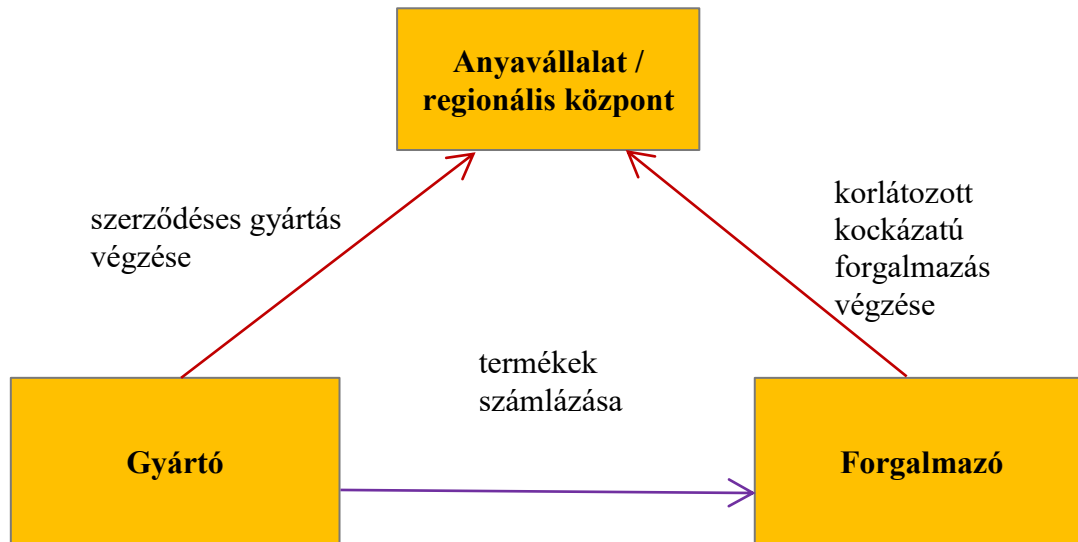 Anyavállalat /
regionális központ
szerződéses gyártás
végzése
korlátozott
kockázatú
forgalmazás
végzése
termékek
számlázása
Gyártó
Forgalmazó